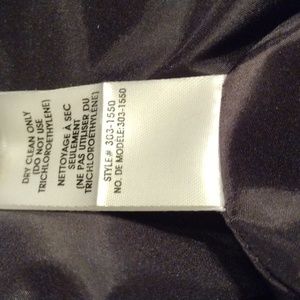 DRY CLEAN ONLY
(DO NOT USE
TRICHLOROETHYLENE)
NETTOYAGE À SEC
SEULEMENT
(NE PAS UTILISER DU
TRICHLOROETHYLÈNE)
STYLE# 303-1550
NO. DE MODELE:303-1550